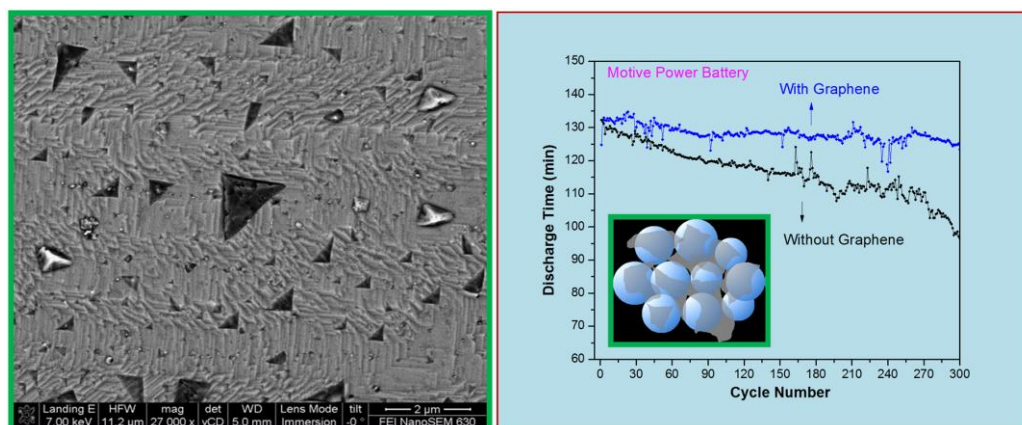 Landing E HFW mag det WD Lens Mode tilt 2 μm
7.00 keV 11.2 μm 27 000 x vCD 5.0 mm Immersion -0 ° FEI NanoSEM 630
Motive Power Battery
With Graphene
Without Graphene
Discharge Time (min)
150
140
130
120
110
100
90
80
70
60
0 30 60 90 120 150 180 210 240 270 300
Cycle Number